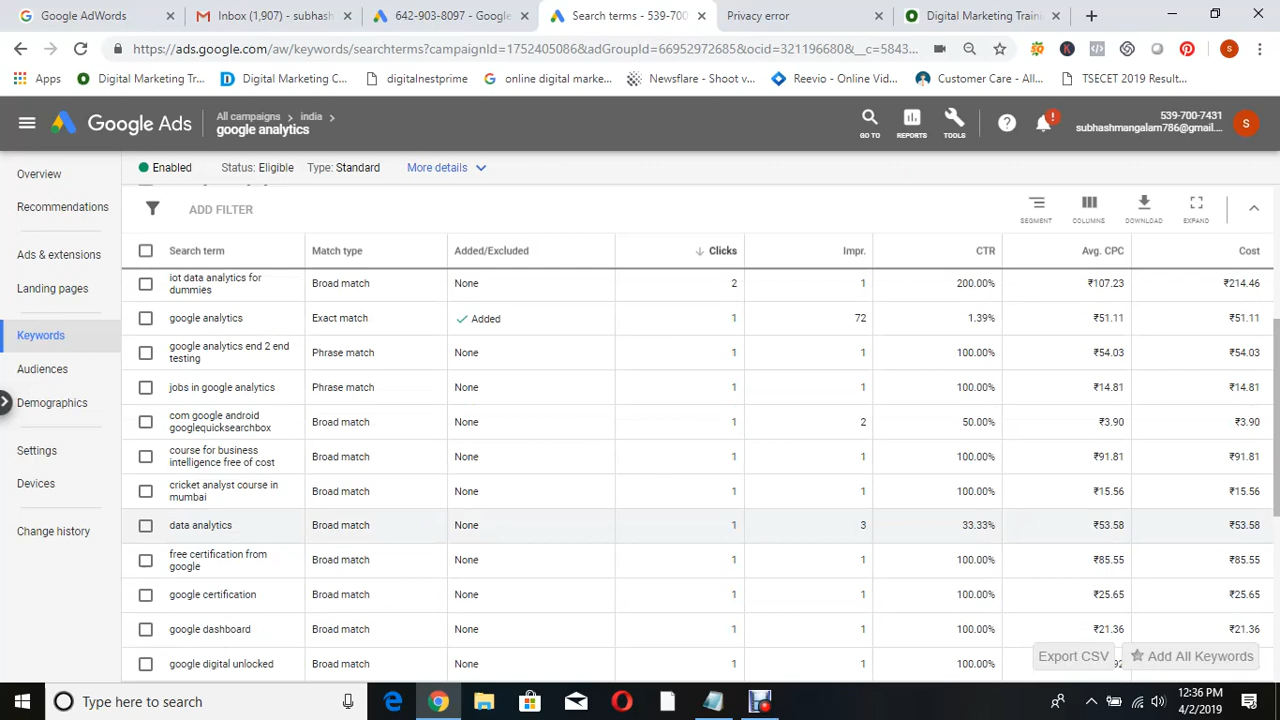 Google AdWords
Inbox (1,907) - subhash
642-903-8097 - Google
Search terms - 539-700
Privacy error
Digital Marketing Traini
https://ads.google.com/aw/keywords/searchterms?campaignId=1752405086&adGroupId=66952972685&ocid=321196680&__c=5843...
S
Apps
Digital Marketing Tr...
Digital Marketing C...
digitalnestprime
online digital marke...
Newsflare - Shoot v...
Reevio - Online Vid...
Customer Care - All...
TSECET 2019 Result...
Google Ads
All campaigns > india >
google analytics
GO TO
REPORTS
TOOLS
539-700-7431
subhashmangalam786@gmail....
S
Enabled
Status: Eligible
Type: Standard
More details
Overview
Recommendations
Ads & extensions
Landing pages
Keywords
Audiences
Demographics
Settings
Devices
Change history
ADD FILTER
SEGMENT
COLUMNS
DOWNLOAD
EXPAND
Search term Match type Added/Excluded Clicks Impr. CTR Avg. CPC Cost
iot data analytics for dummies Broad match None 2 1 200.00% ₹107.23 ₹214.46
google analytics Exact match Added 1 72 1.39% ₹51.11 ₹51.11
google analytics end 2 end testing Phrase match None 1 1 100.00% ₹54.03 ₹54.03
jobs in google analytics Phrase match None 1 1 100.00% ₹14.81 ₹14.81
com google android googlequicksearchbox Broad match None 1 2 50.00% ₹3.90 ₹3.90
course for business intelligence free of cost Broad match None 1 1 100.00% ₹91.81 ₹91.81
cricket analyst course in mumbai Broad match None 1 1 100.00% ₹15.56 ₹15.56
data analytics Broad match None 1 3 33.33% ₹53.58 ₹53.58
free certification from google Broad match None 1 1 100.00% ₹85.55 ₹85.55
google certification Broad match None 1 1 100.00% ₹25.65 ₹25.65
google dashboard Broad match None 1 1 100.00% ₹21.36 ₹21.36
google digital unlocked Broad match None 1 1 100.00%
Export CSV
Add All Keywords
Type here to search
12:36 PM
4/2/2019